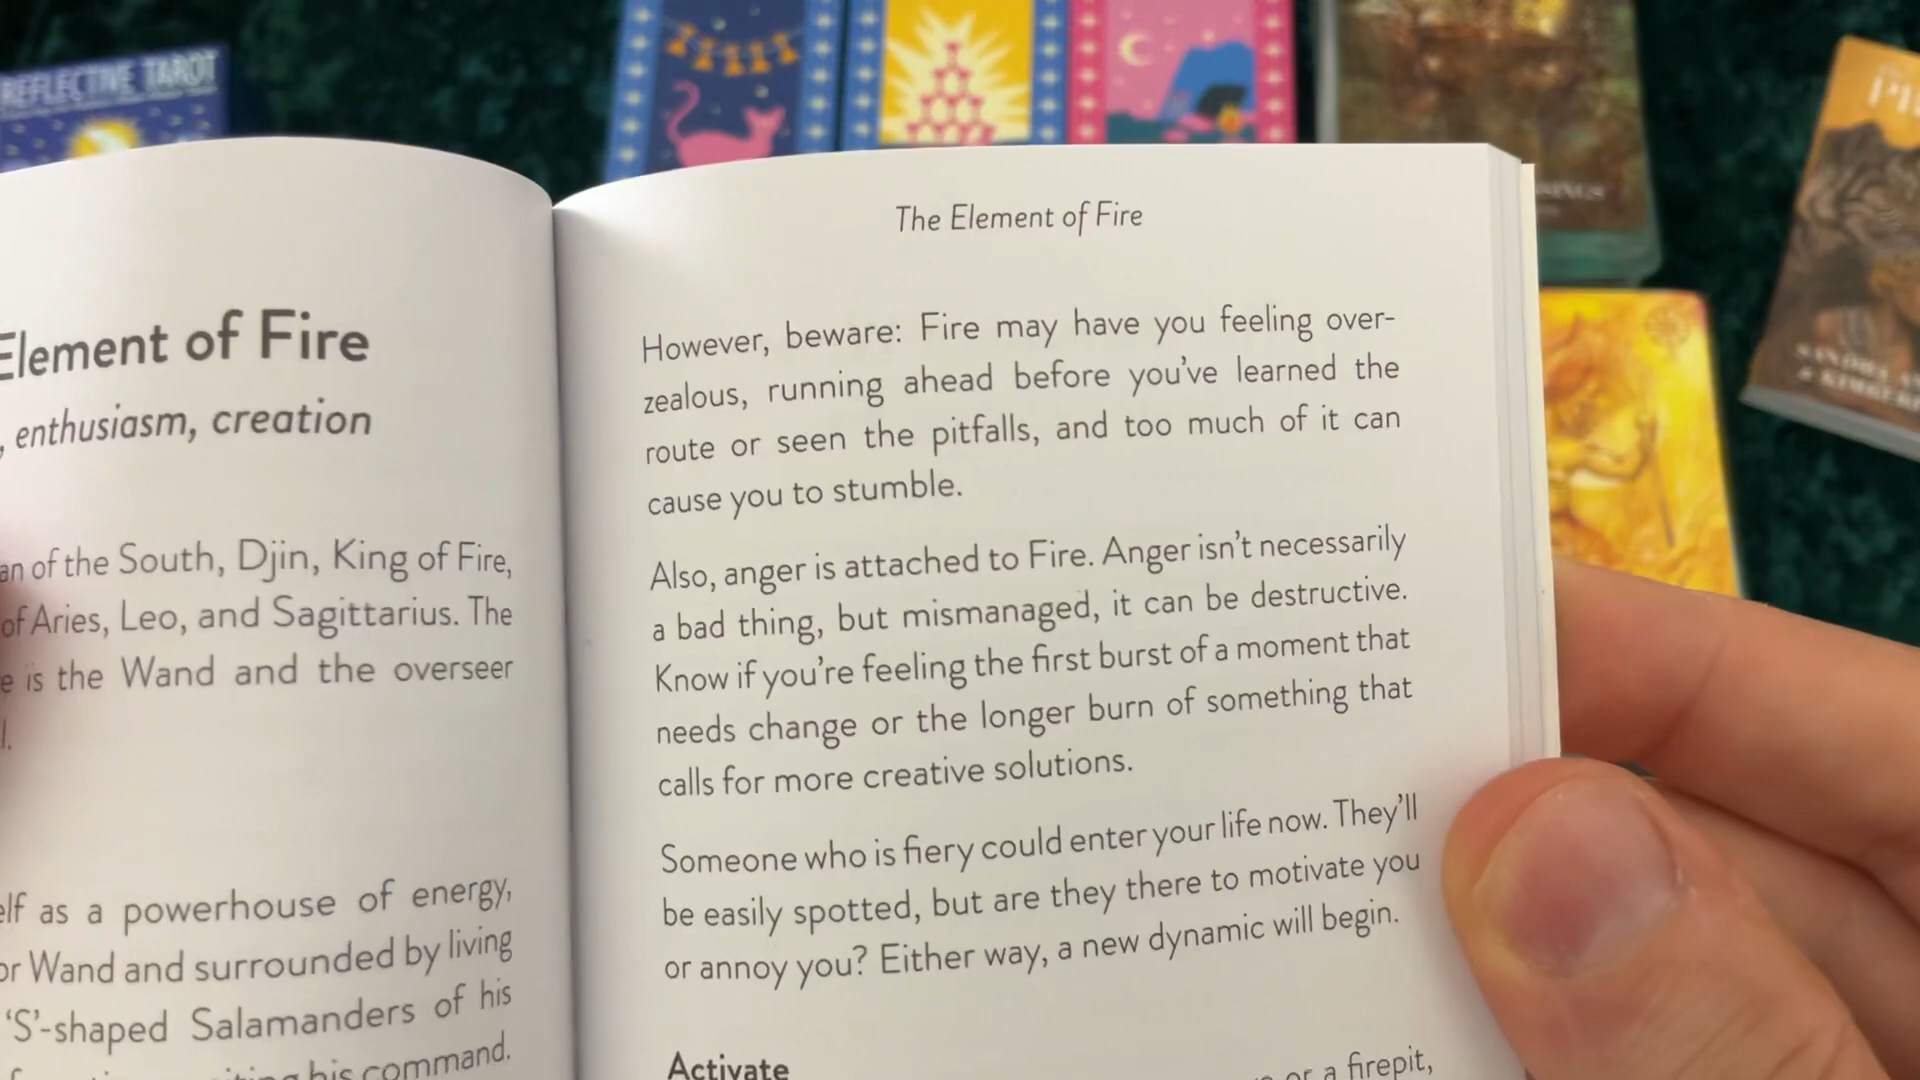 REFLECTIVE TAROT
Element of Fire
, enthusiasm, creation
an of the South, Djin, King of Fire,
of Aries, Leo, and Sagittarius. The
is the Wand and the overseer
as a powerhouse of energy,
or Wand and surrounded by living
'S'-shaped Salamanders of his
his command.
The Element of Fire
However, beware: Fire may have you feeling over-
zealous, running ahead before you've learned the
route or seen the pitfalls, and too much of it can
cause you to stumble.
Also, anger is attached to Fire. Anger isn't necessarily
a bad thing, but mismanaged, it can be destructive.
Know if you're feeling the first burst of a moment that
needs change or the longer burn of something that
calls for more creative solutions.
Someone who is fiery could enter your life now. They'll
be easily spotted, but are they there to motivate you
or annoy you? Either way, a new dynamic will begin.
Activate
or a firepit,